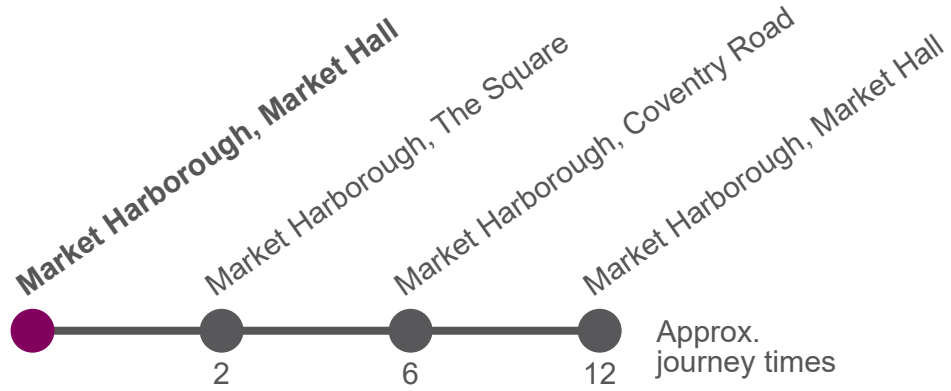 Market Harborough, Market Hall
Market Harborough, The Square
Market Harborough, Coventry Road
Market Harborough, Market Hall
2
6
12
Approx.
journey times